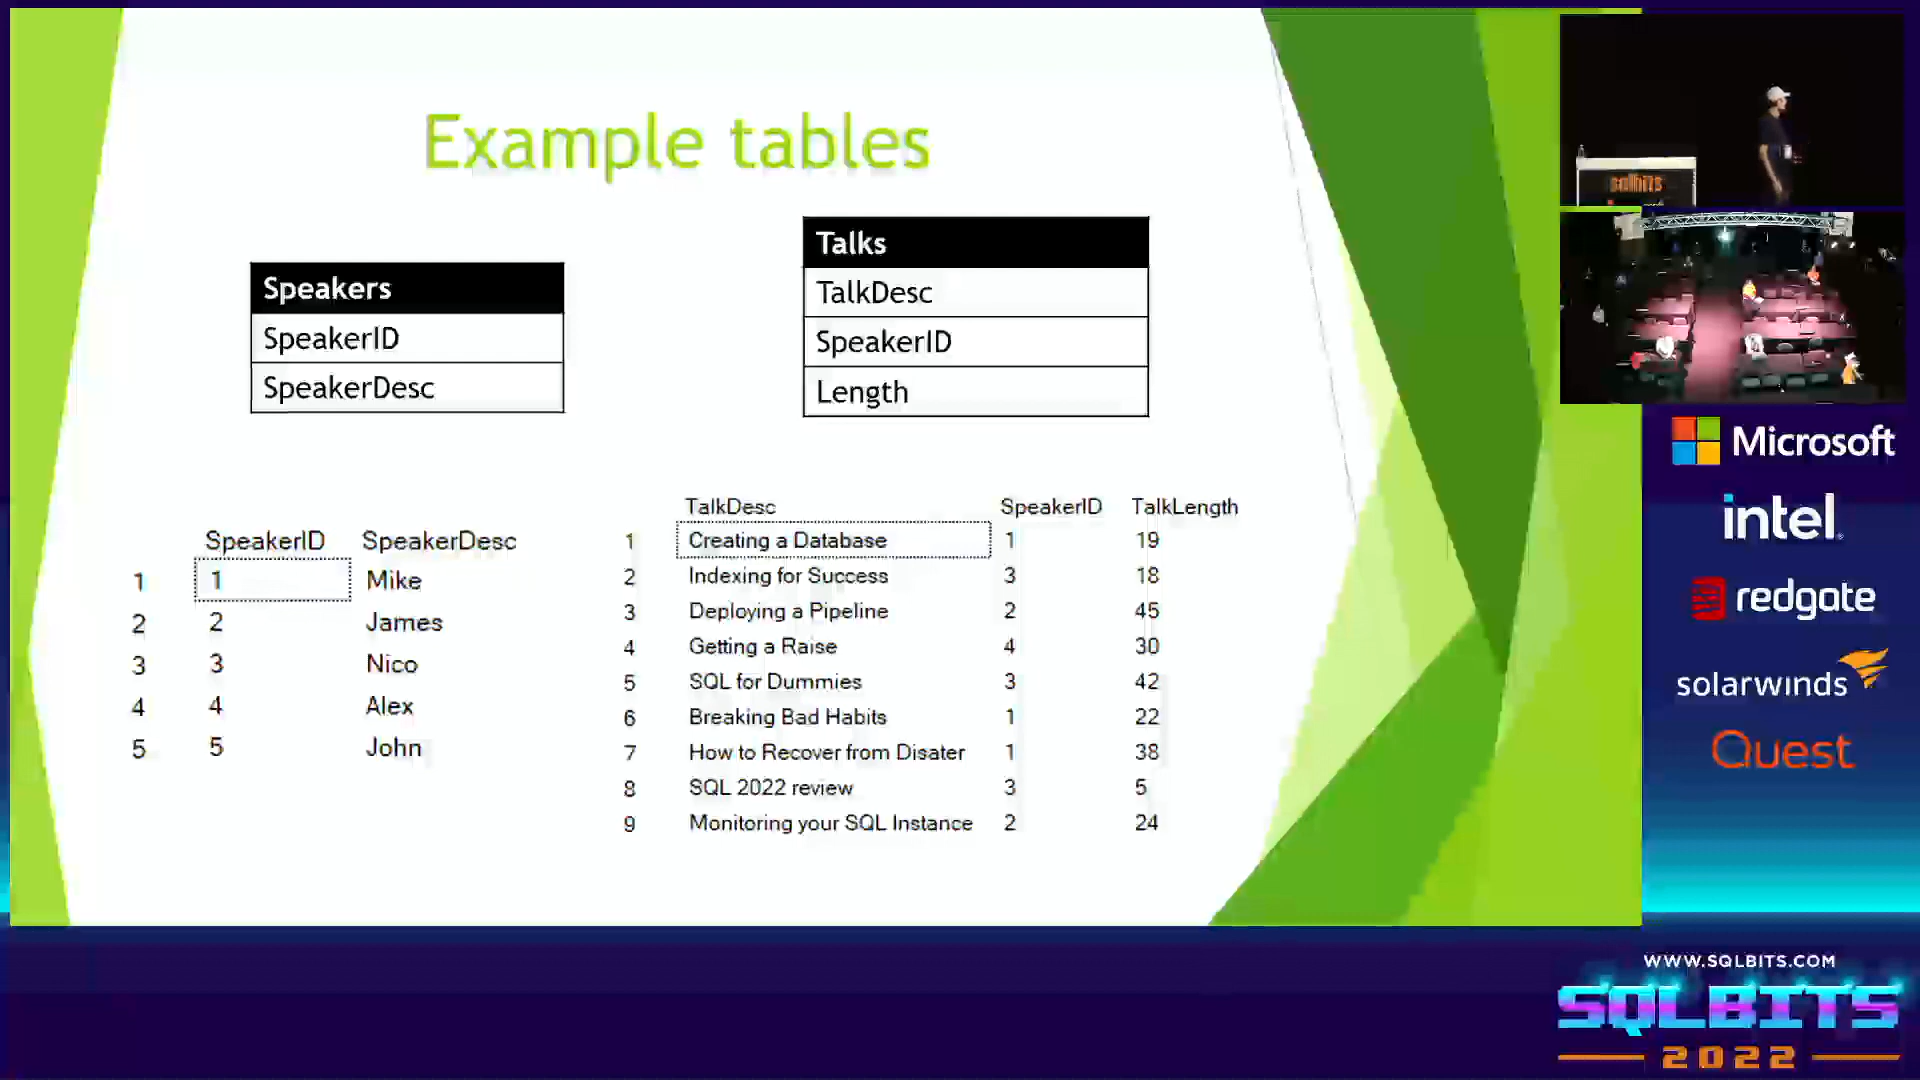 Example tables
Speakers
SpeakerID
SpeakerDesc
Talks
TalkDesc
SpeakerID
Length
SpeakerID SpeakerDesc
1 1 Mike
2 2 James
3 3 Nico
4 4 Alex
5 5 John
TalkDesc SpeakerID TalkLength
1 Creating a Database 1 19
2 Indexing for Success 3 18
3 Deploying a Pipeline 2 45
4 Getting a Raise 4 30
5 SQL for Dummies 3 42
6 Breaking Bad Habits 1 22
7 How to Recover from Disater 1 38
8 SQL 2022 review 3 5
9 Monitoring your SQL Instance 2 24
sqlbits
Microsoft
intel.
redgate
solarwinds
Quest
WWW.SQLBITS.COM
SQLBITS
2022